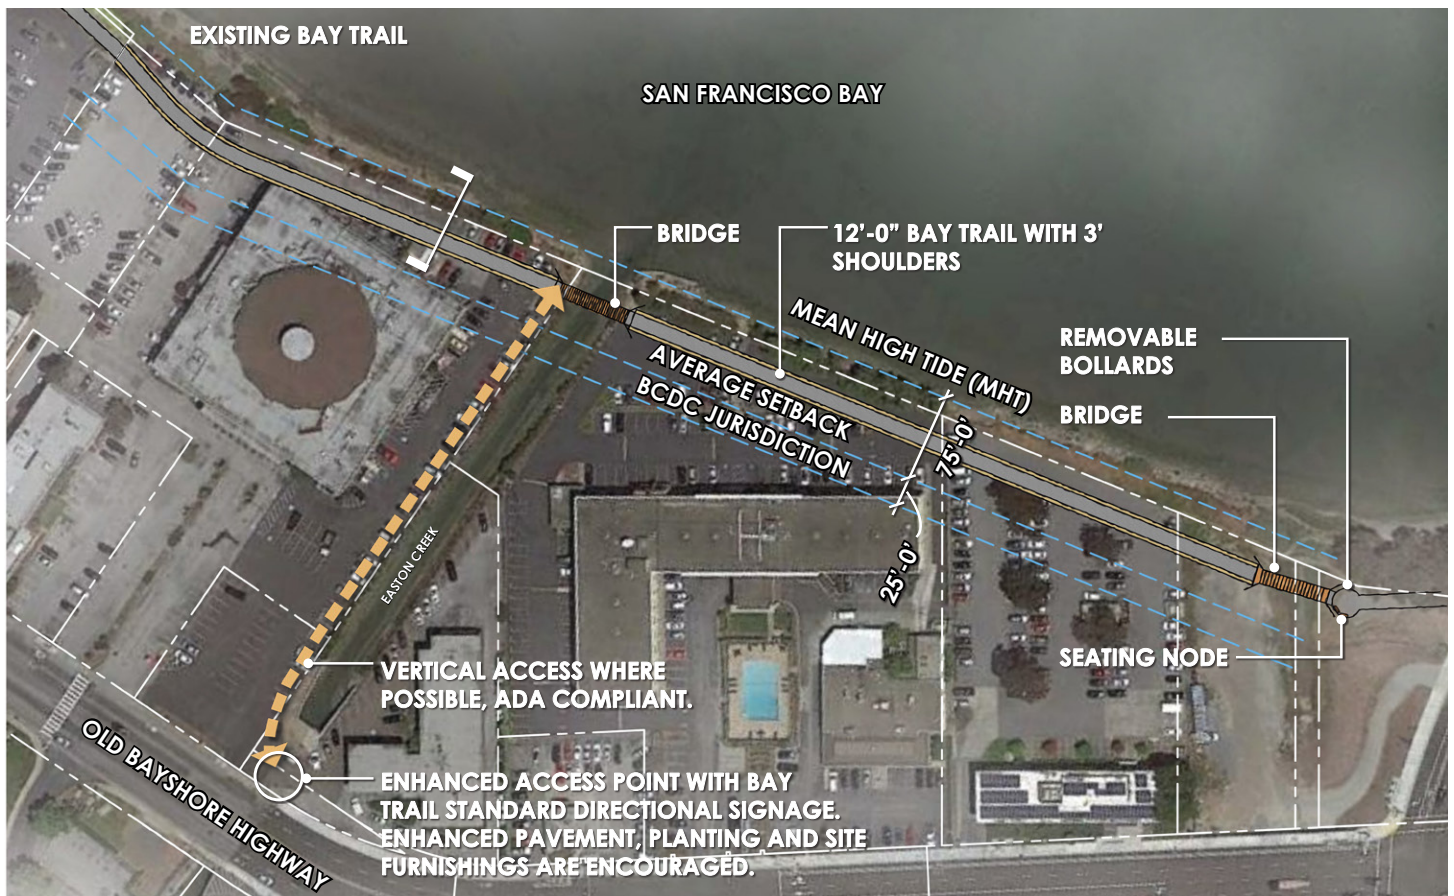 EXISTING BAY TRAIL
SAN FRANCISCO BAY
BRIDGE
12'-0" BAY TRAIL WITH 3'
SHOULDERS
MEAN HIGH TIDE (MHT)
REMOVABLE
BOLLARDS
AVERAGE SETBACK
BCDC JURISDICTION
BRIDGE
75'-0'
25'-0'
EASTON CREEK
SEATING NODE
VERTICAL ACCESS WHERE
POSSIBLE, ADA COMPLIANT.
OLD BAYSHORE HIGHWAY
ENHANCED ACCESS POINT WITH BAY
TRAIL STANDARD DIRECTIONAL SIGNAGE.
ENHANCED PAVEMENT, PLANTING AND SITE
FURNISHINGS ARE ENCOURAGED.